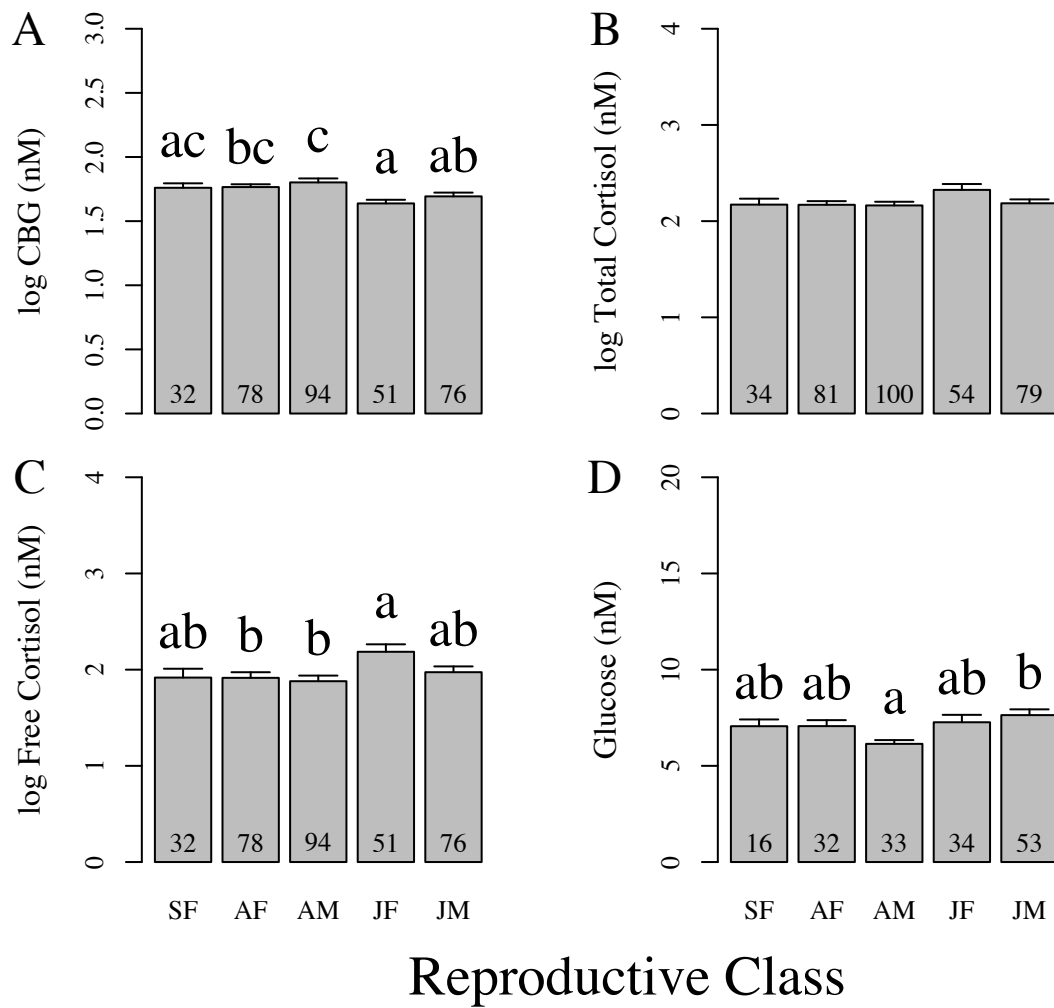 A
log CBG (nM)
3.0
2.5
2.0
1.5
1.0
0.5
0.0
ac bc c a ab
32 78 94 51 76
B
log Total Cortisol (nM)
4
3
2
1
0
34 81 100 54 79
C
log Free Cortisol (nM)
4
3
2
1
0
ab b b a ab
32 78 94 51 76
SF AF AM JF JM
D
Glucose (nM)
20
15
10
5
0
ab ab a ab b
16 32 33 34 53
SF AF AM JF JM
Reproductive Class